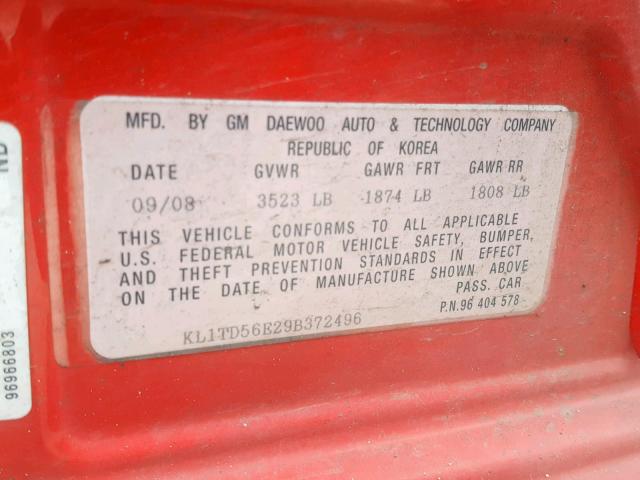 MFD. BY GM DAEWOO AUTO & TECHNOLOGY COMPANY
REPUBLIC OF KOREA
DATE GVWR GAWR FRT GAWR RR
09/08 3523 LB 1874 LB 1808 LB
THIS VEHICLE CONFORMS TO ALL APPLICABLE
U.S. FEDERAL MOTOR VEHICLE SAFETY, BUMPER,
AND THEFT PREVENTION STANDARDS IN EFFECT
ON THE DATE OF MANUFACTURE SHOWN ABOVE
PASS. CAR
P.N.96 404 578
KL1TD56E29B372496
96966803